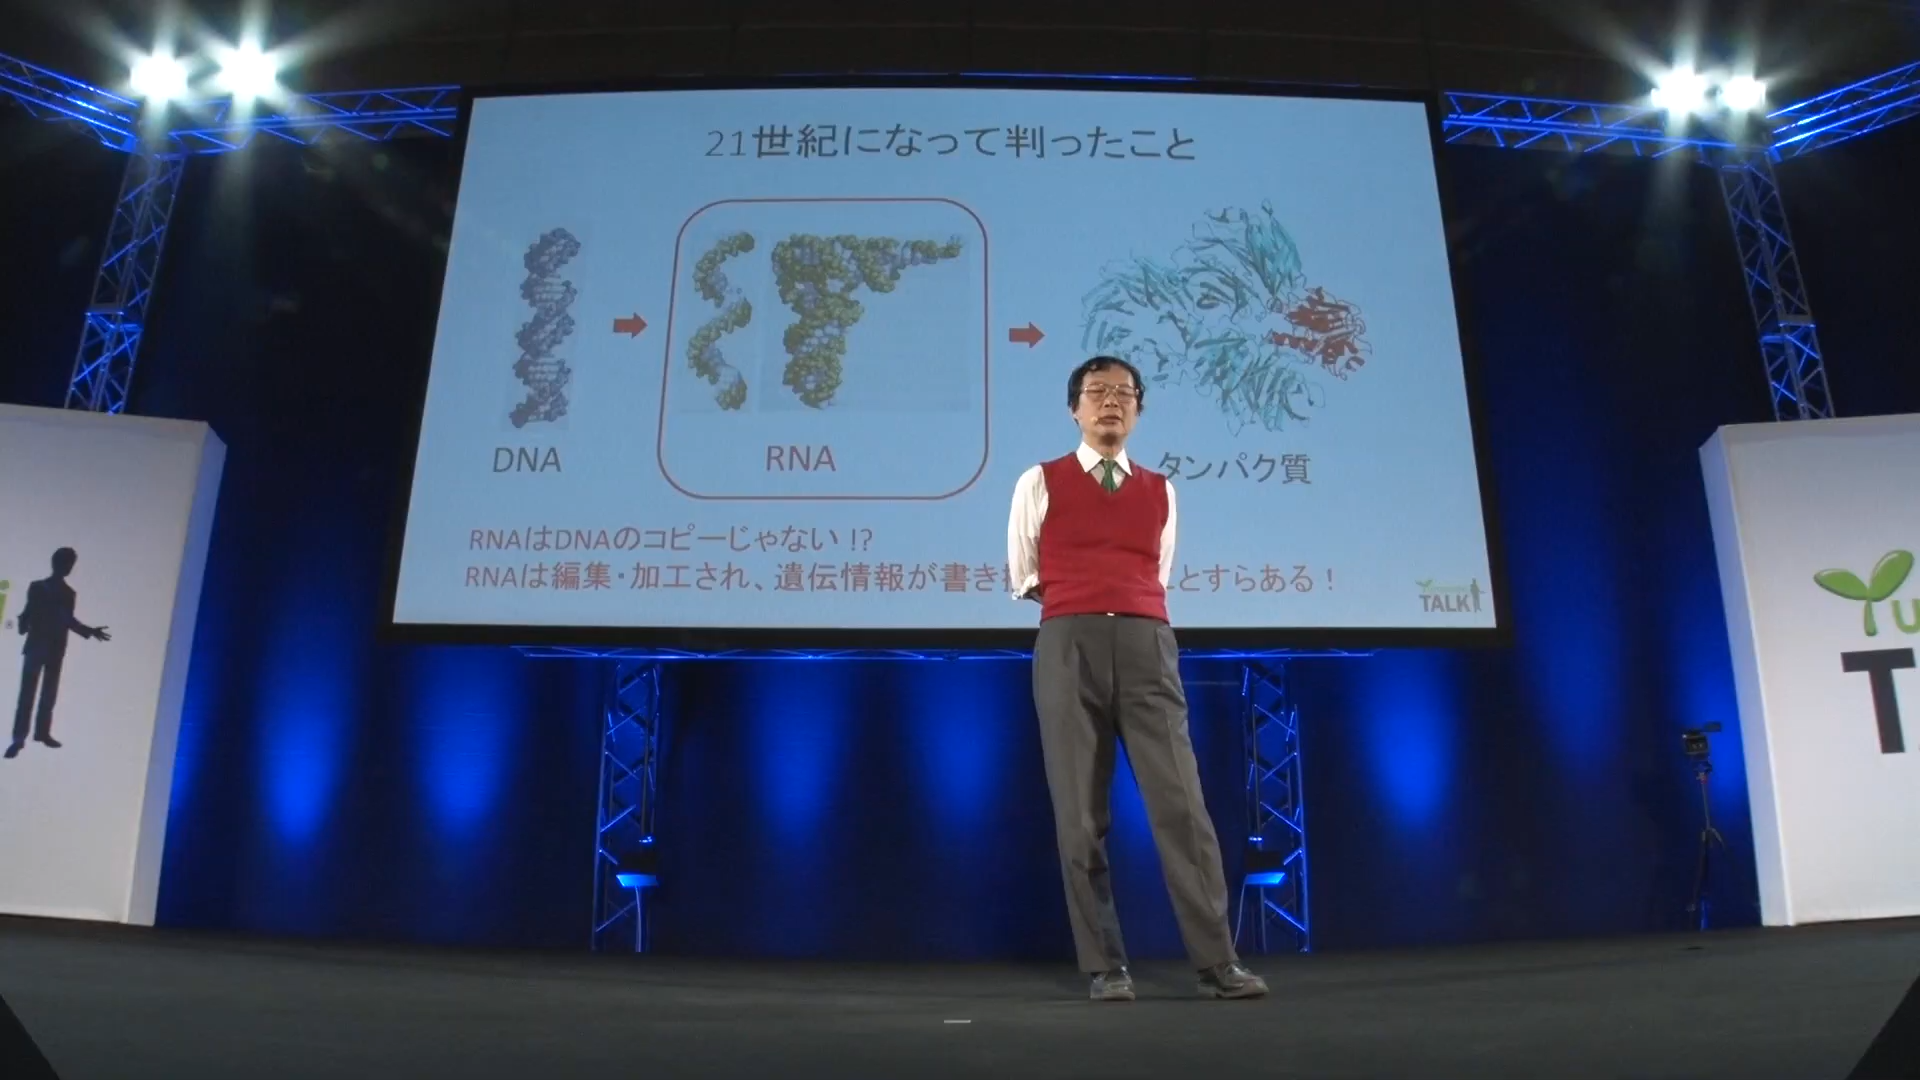 21世紀になって判ったこと
DNA
RNA
タンパク質
RNAはDNAのコピーじゃない !?
RNAは編集・加工され、遺伝情報が書き とすらある！
TALK